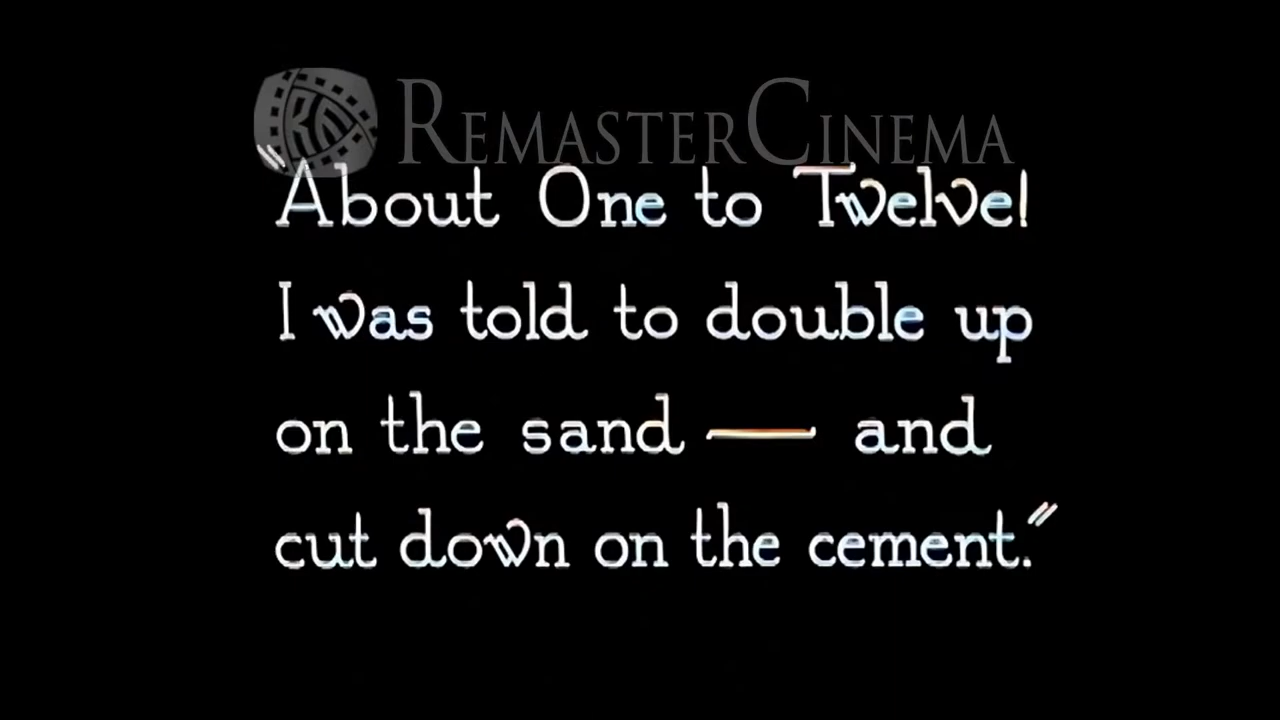 REMASTERCINEMA
"About One to Twelve!
I was told to double up
on the sand — and
cut down on the cement."